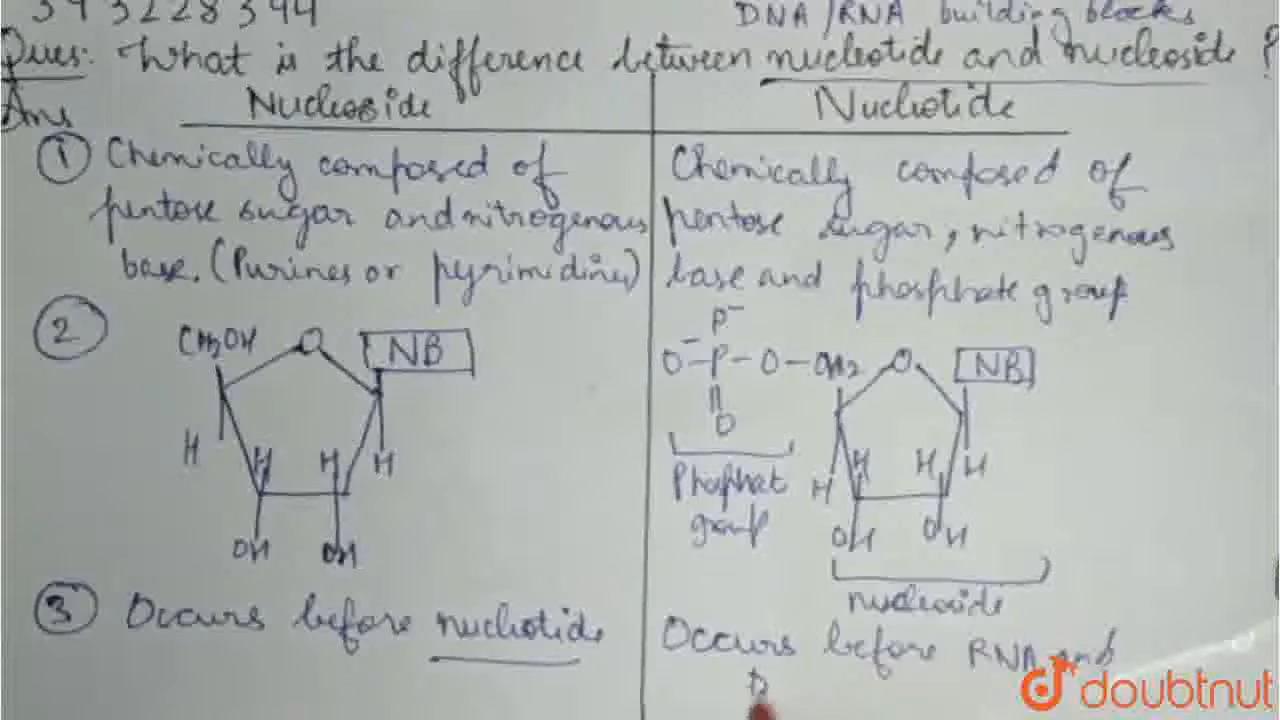 343228344
DNA/RNA building blocks
Ques: What is the difference between nucleotide and nucleoside ?
Ans
Nucleoside
Nucleotide
① Chemically composed of
pentose sugar and nitrogenous
base. (Purines or pyrimidines)
Chemically composed of
pentose sugar, nitrogenous
base and phosphate group
②
CH2OH O NB
H H H H
OH OH
P-
O- P - O - CH2 O NB
O
H H H H
OH OH
Phosphat
group
nucleoside
③ Occurs before nucleotide
Occurs before RNA and
D
doubtnut